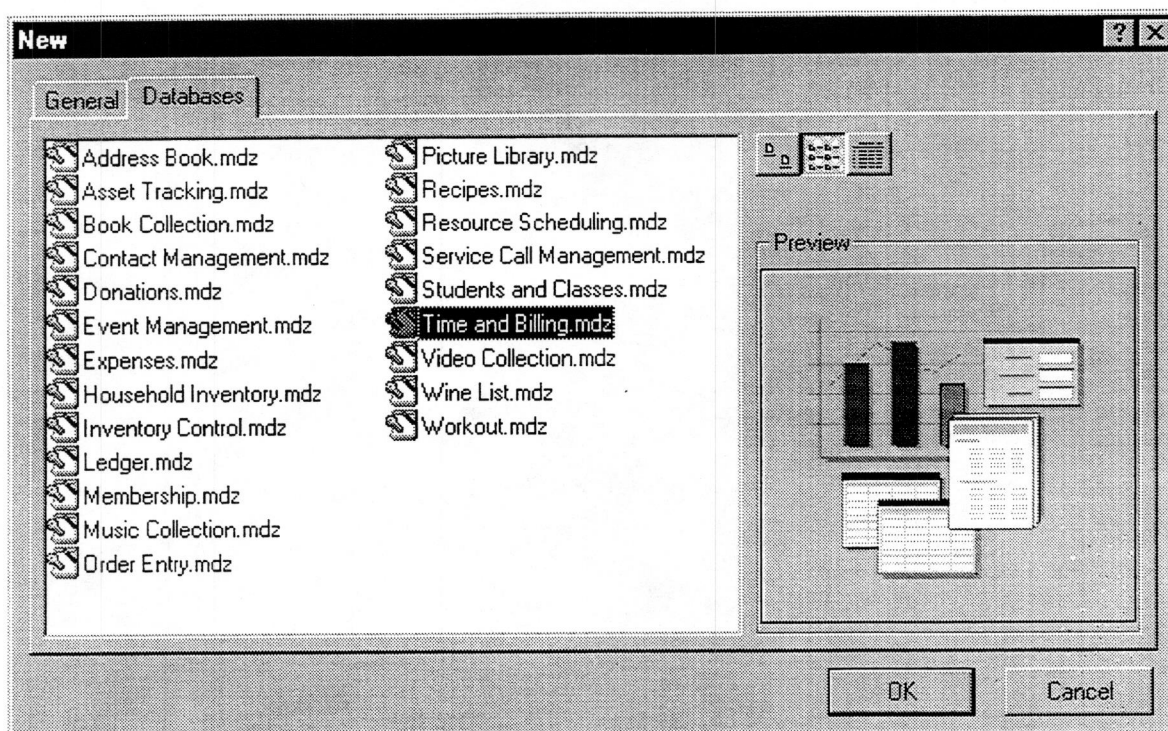 New
General
Databases
Address Book.mdz
Asset Tracking.mdz
Book Collection.mdz
Contact Management.mdz
Donations.mdz
Event Management.mdz
Expenses.mdz
Household Inventory.mdz
Inventory Control.mdz
Ledger.mdz
Membership.mdz
Music Collection.mdz
Order Entry.mdz
Picture Library.mdz
Recipes.mdz
Resource Scheduling.mdz
Service Call Management.mdz
Students and Classes.mdz
Time and Billing.mdz
Video Collection.mdz
Wine List.mdz
Workout.mdz
Preview
OK
Cancel